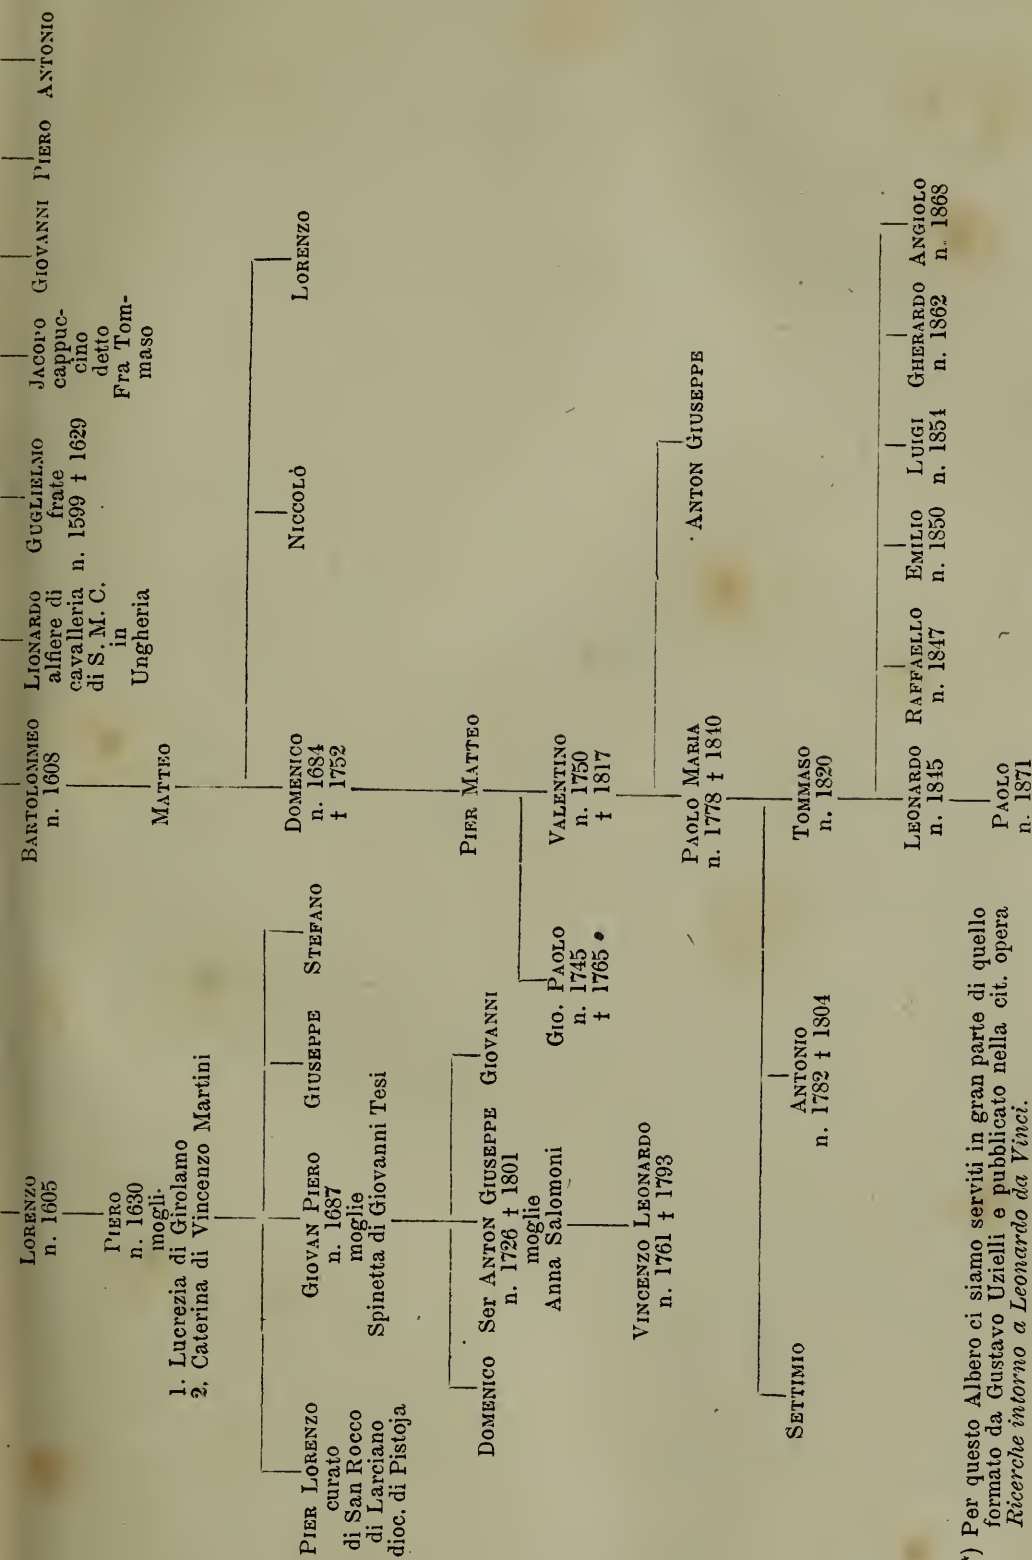 LORENZO
n. 1605
BARTOLOMMEO
n. 1608
LIONARDO
alfiere di
cavalleria
di S. M. C.
in
Ungheria
GUGLIELMO
frate
n. 1599 † 1629
JACOPO
cappuc-
cino
detto
Fra Tom-
maso
GIOVANNI
PIERO
ANTONIO
PIERO
n. 1630
mogli.
1. Lucrezia di Girolamo
2. Caterina di Vincenzo Martini
MATTEO
PIER LORENZO
curato
di San Rocco
di Larciano
dioc. di Pistoja
GIOVAN PIERO
n. 1687
moglie
Spinetta di Giovanni Tesi
GIUSEPPE
STEFANO
DOMENICO
n. 1684
† 1752
NICCOLÒ
LORENZO
DOMENICO
Ser ANTON GIUSEPPE
n. 1726 † 1801
moglie
Anna Salomoni
GIOVANNI
PIER MATTEO
GIO. PAOLO
n. 1745
† 1765
VALENTINO
n. 1750
† 1817
VINCENZO LEONARDO
n. 1761 † 1793
PAOLO MARIA
n. 1778 † 1840
ANTON GIUSEPPE
SETTIMIO
ANTONIO
n. 1782 † 1804
TOMMASO
n. 1820
LEONARDO
n. 1845
RAFFAELLO
n. 1847
EMILIO
n. 1850
LUIGI
n. 1854
GHERARDO
n. 1862
ANGIOLO
n. 1868
PAOLO
n. 1871
*) Per questo Albero ci siamo serviti in gran parte di quello
formato da Gustavo Uzielli e pubblicato nella cit. opera
Ricerche intorno a Leonardo da Vinci.